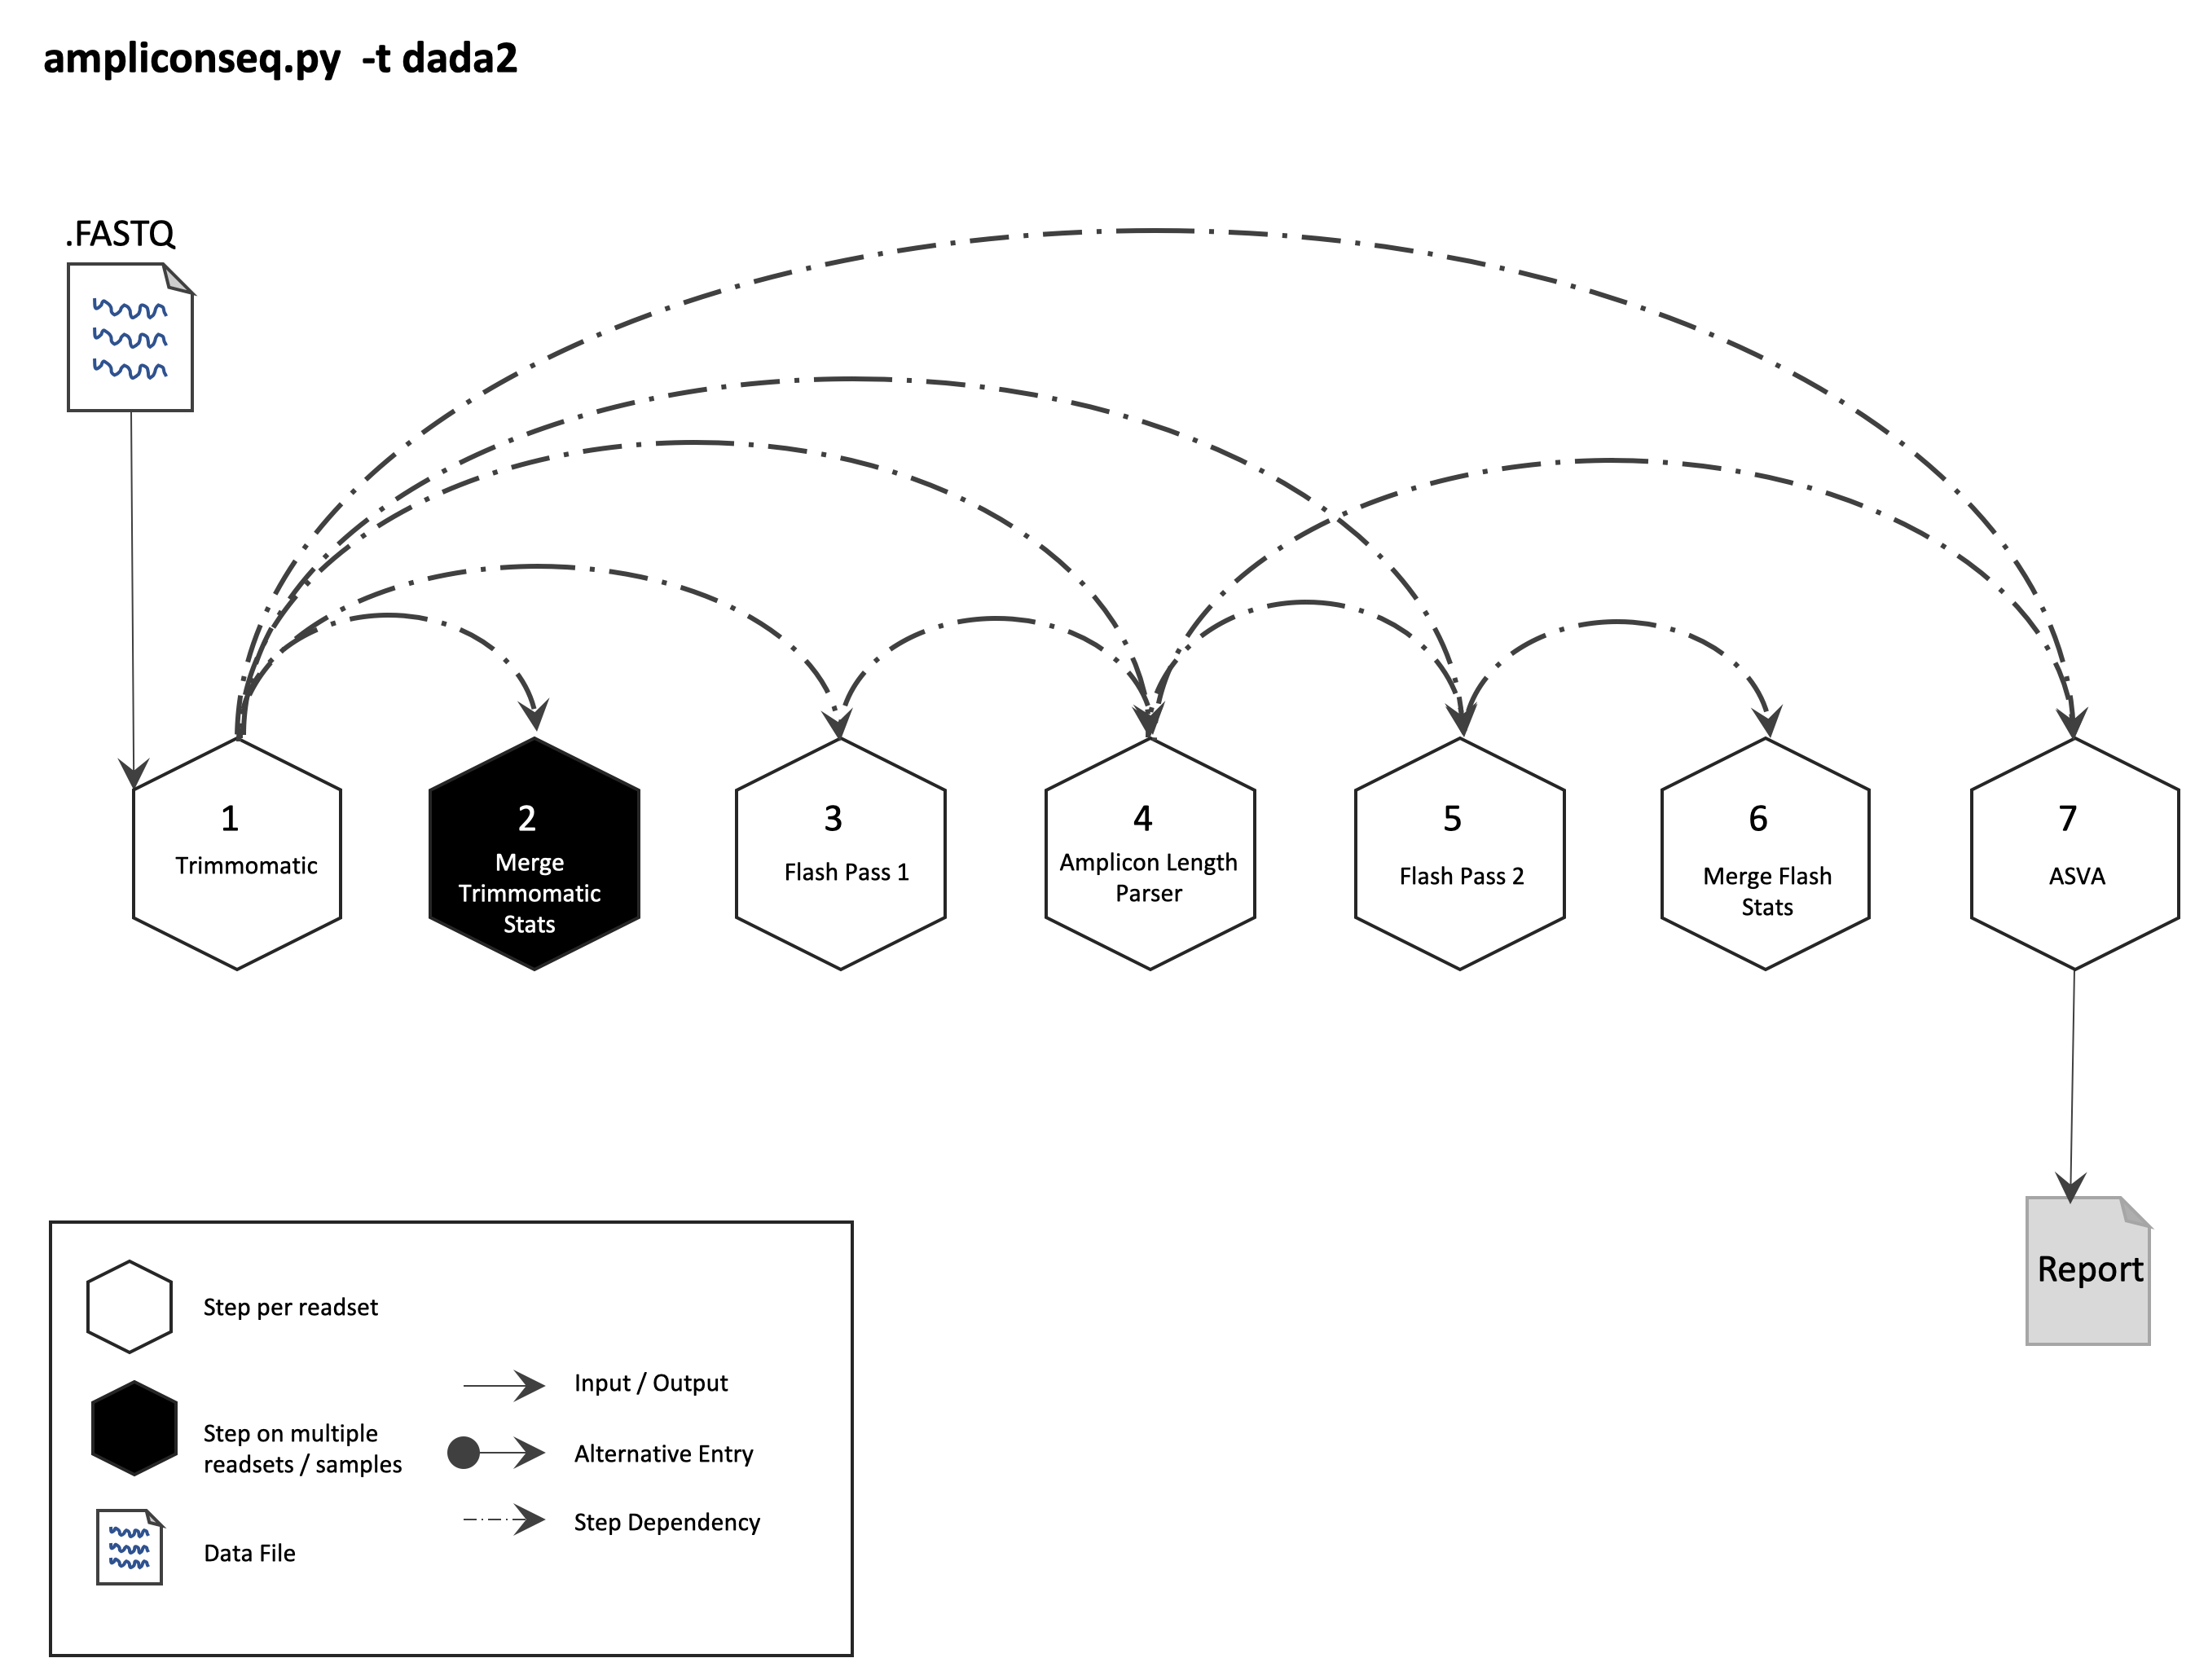 ampliconseq.py -t dada2
.FASTQ
1
Trimmomatic
2
Merge
Trimmomatic
Stats
3
Flash Pass 1
4
Amplicon Length
Parser
5
Flash Pass 2
6
Merge Flash
Stats
7
ASVA
Report
Step per readset
Step on multiple
readsets / samples
Data File
Input / Output
Alternative Entry
Step Dependency